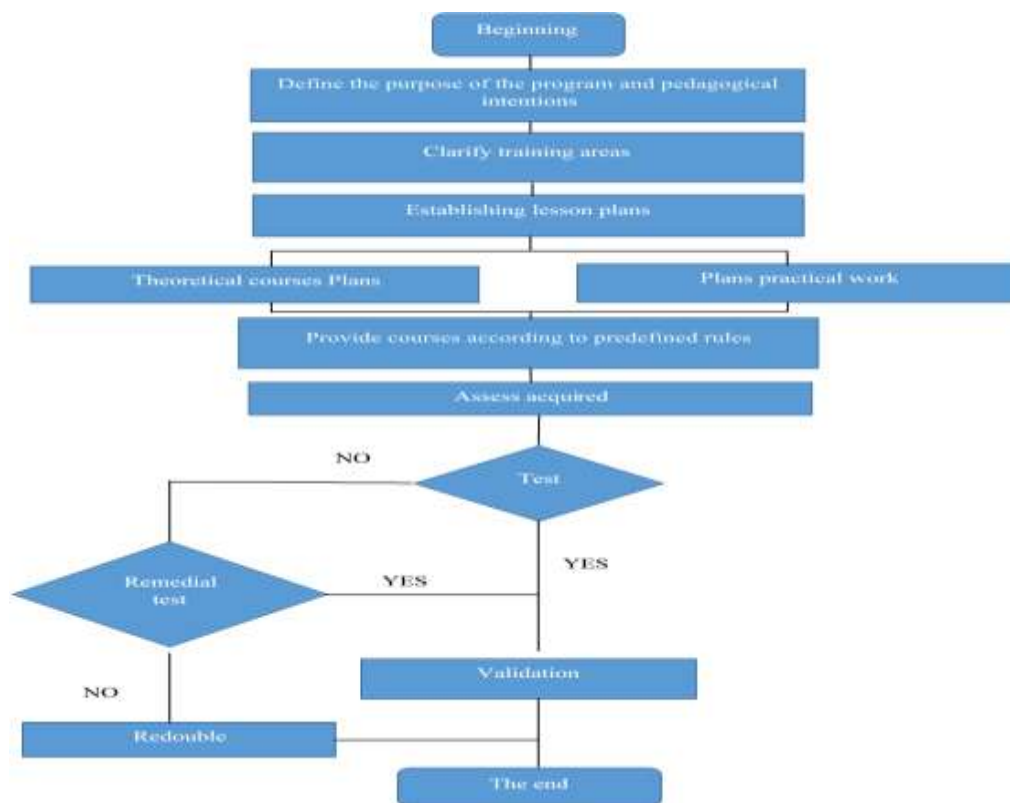 Beginning
Define the purpose of the program and pedagogical
intentions
Clarify training areas
Establishing lesson plans
Theoretical courses Plans
Plans practical work
Provide courses according to predefined rules
Assess acquired
NO
Test
YES
Remedial
test
YES
NO
Validation
Redouble
The end